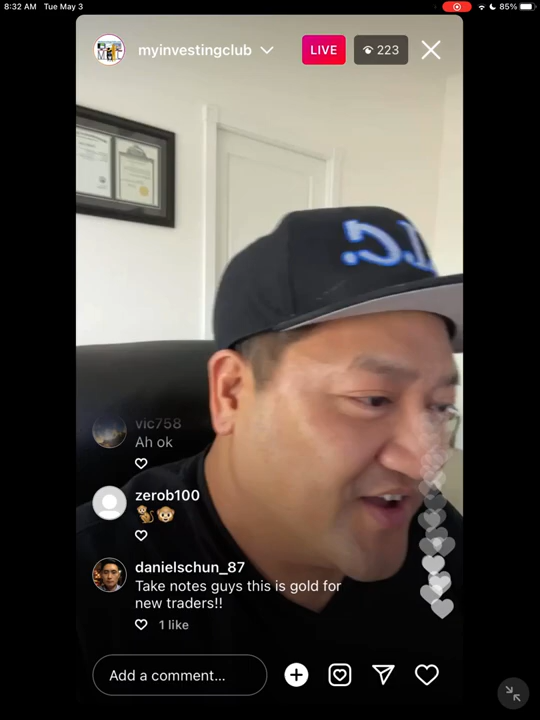 8:32 AM Tue May 3
85%
myinvestingclub
LIVE
223
vic758
Ah ok
zerob100
danielschun_87
Take notes guys this is gold for
new traders!!
1 like
Add a comment...